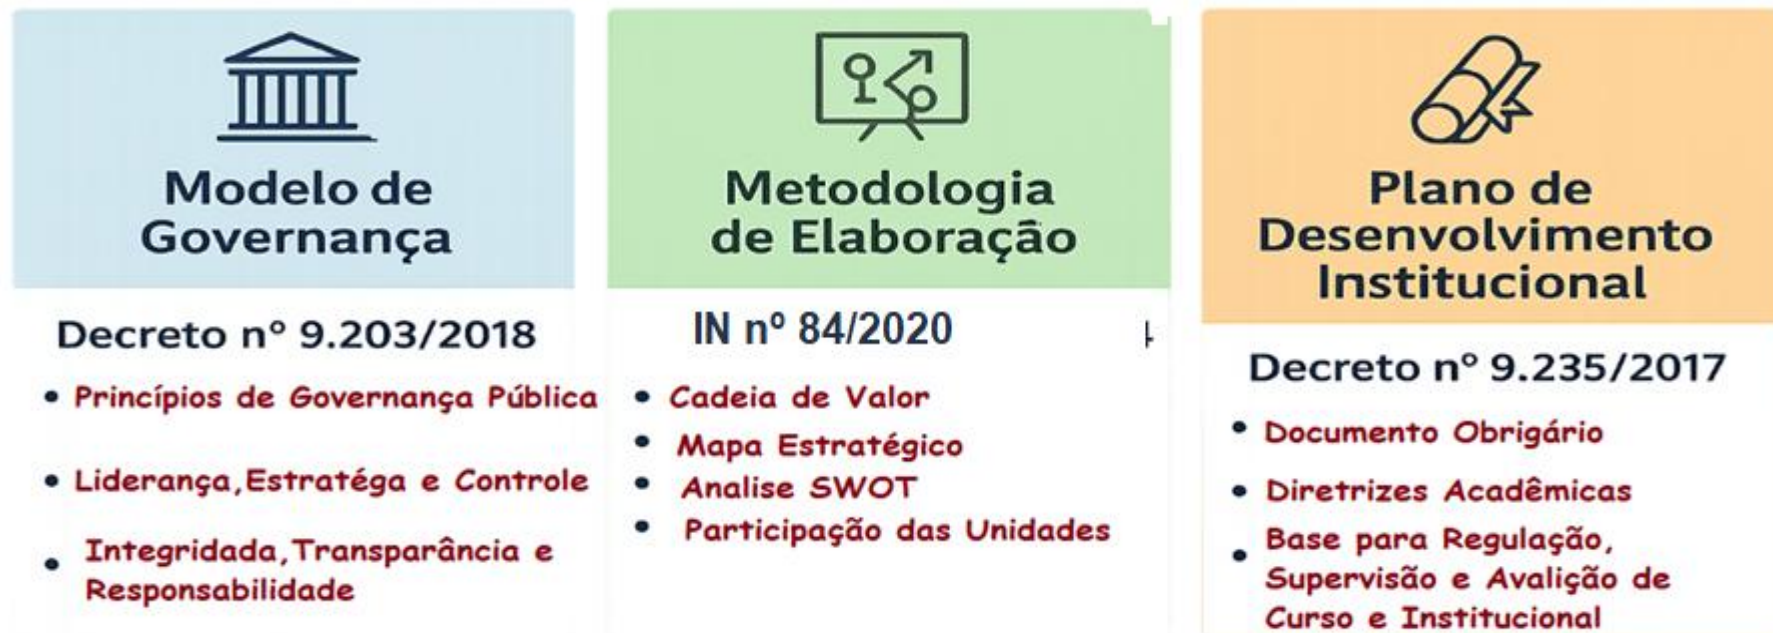 Modelo de
Governança
Decreto nº 9.203/2018
• Princípios de Governança Pública
• Liderança,Estratéga e Controle
• Integridada,Transparância e
Responsabilidade
Metodologia
de Elaboração
IN nº 84/2020
• Cadeia de Valor
• Mapa Estratégico
• Analise SWOT
• Participação das Unidades
Plano de
Desenvolvimento
Institucional
Decreto nº 9.235/2017
• Documento Obrigário
• Diretrizes Acadêmicas
• Base para Regulação,
Supervisão e Avalição de
Curso e Institucional